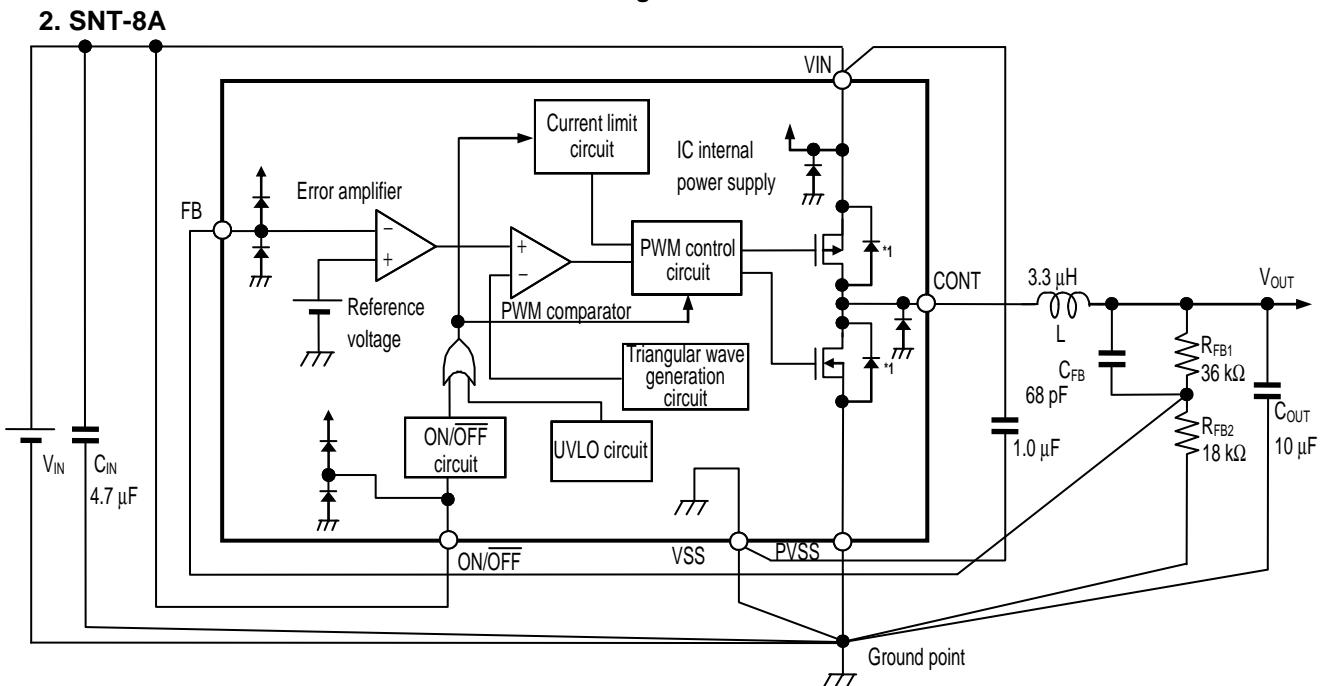 2. SNT-8A
VIN
Current limit
circuit
IC internal
power supply
Error amplifier
FB
−
+
+
−
PWM control
circuit
*1
CONT
3.3 μH
L
VOUT
Reference
voltage
PWM comparator
Triangular wave
generation
circuit
*1
CFB
68 pF
RFB1
36 kΩ
RFB2
18 kΩ
COUT
10 μF
1.0 μF
ON/OFF
circuit
UVLO circuit
VIN
CIN
4.7 μF
ON/OFF
VSS
PVSS
Ground point